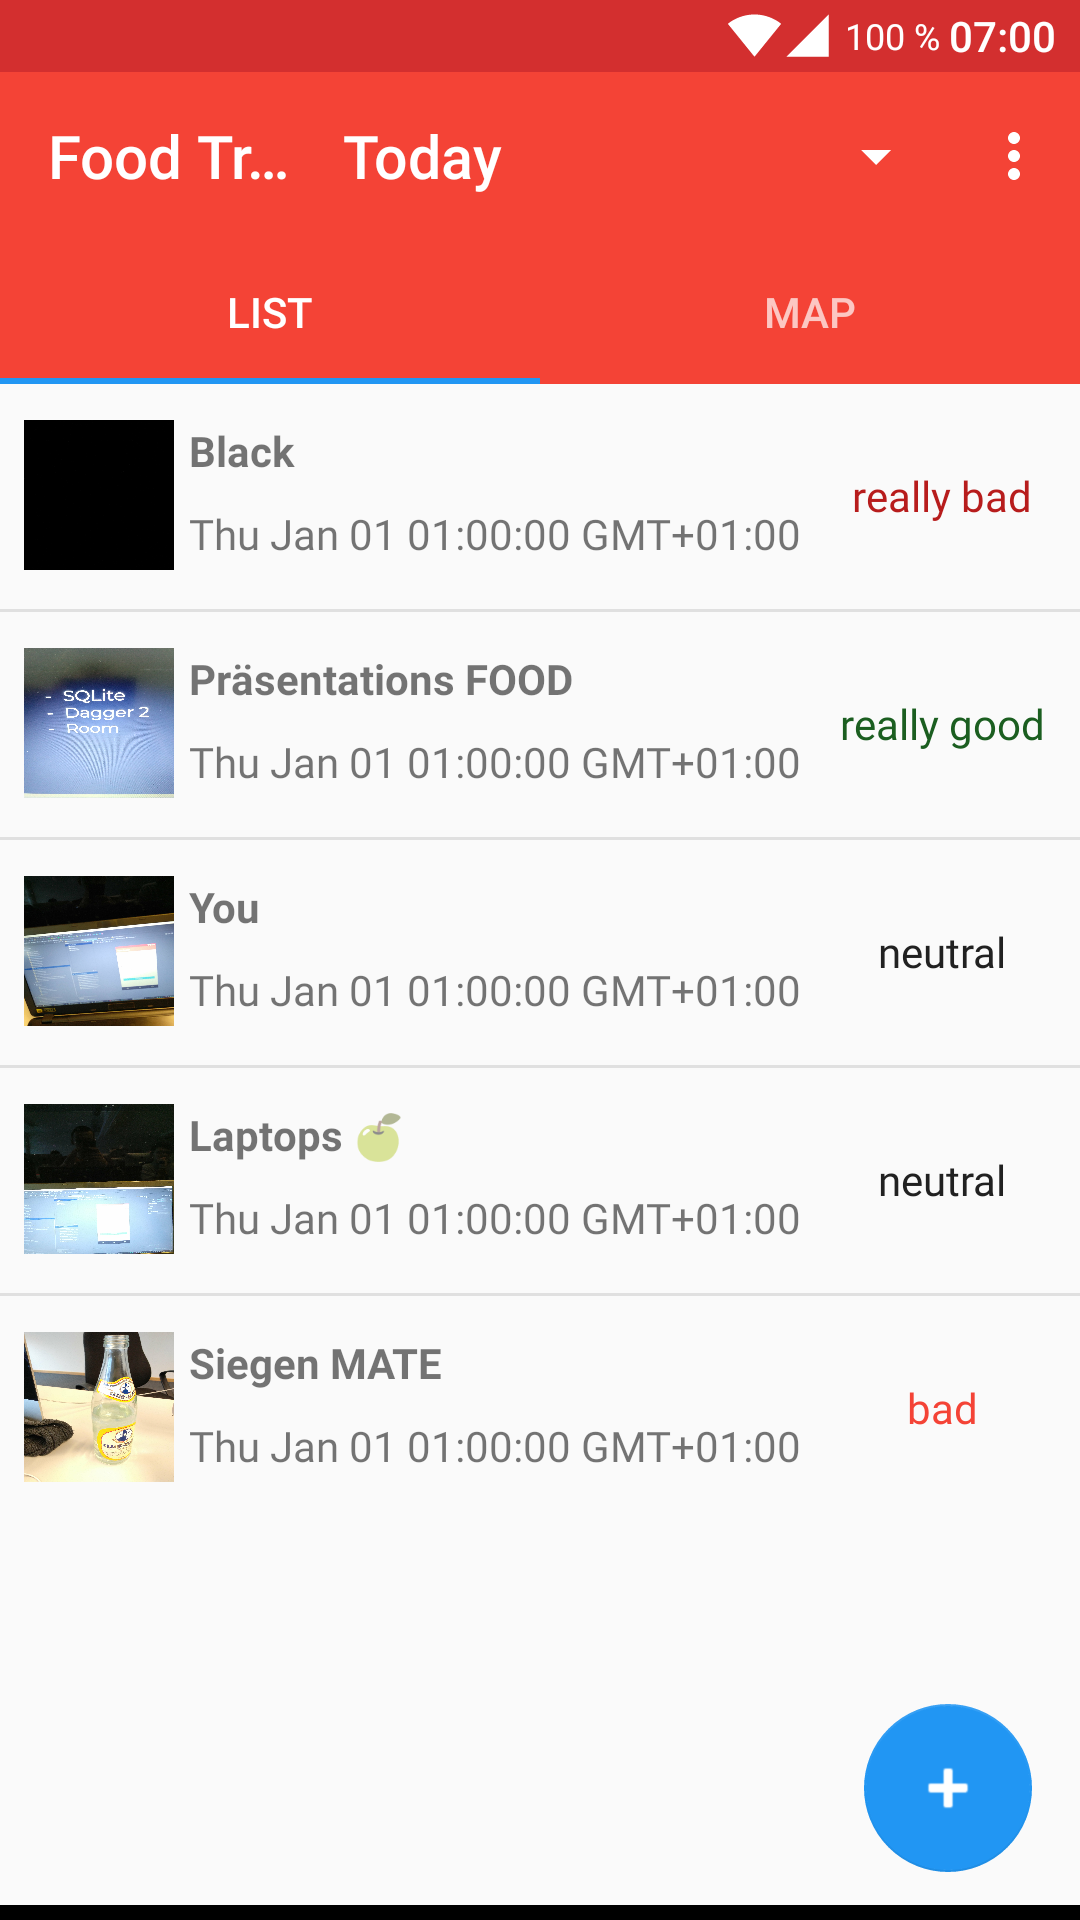 100 % 07:00
Food Tr... Today
LIST MAP
Black
really bad
Thu Jan 01 01:00:00 GMT+01:00
- SQLite
- Dagger 2
- Room
Präsentations FOOD
really good
Thu Jan 01 01:00:00 GMT+01:00
You
neutral
Thu Jan 01 01:00:00 GMT+01:00
Laptops 🍏
neutral
Thu Jan 01 01:00:00 GMT+01:00
Siegen MATE
bad
Thu Jan 01 01:00:00 GMT+01:00